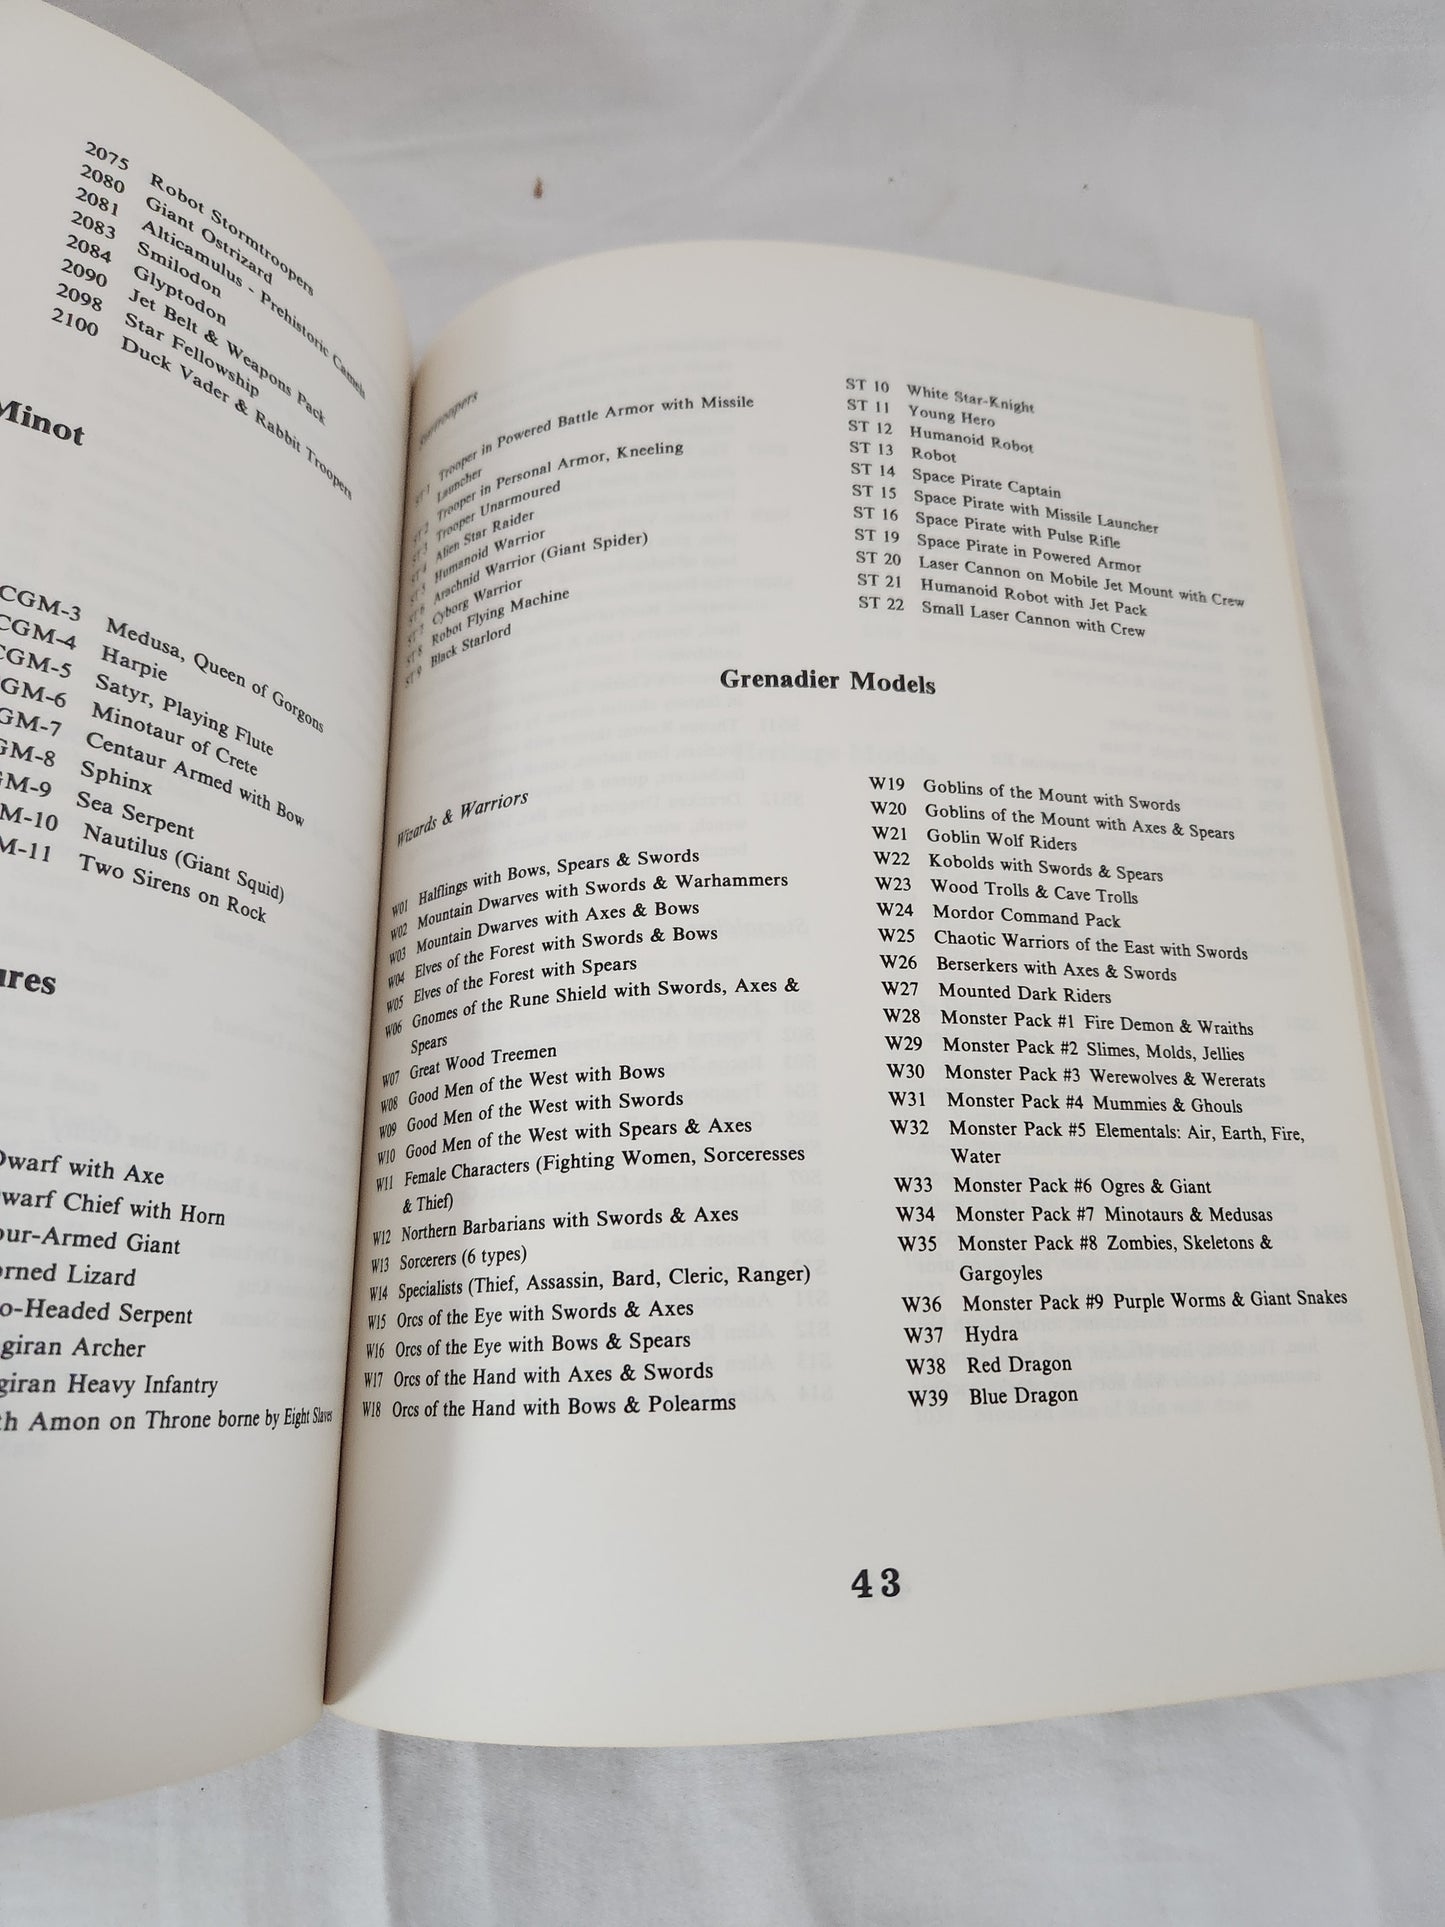 2075 Robot Stormtroopers
2080 Giant Ostrizard
2081 Alticamulus - Prehistoric Camels
2083 Smilodon
2084 Glyptodon
2090 Jet Belt & Weapons Pack
2098 Star Fellowship
2100 Duck Vader & Rabbit Troopers
Minot
CGM-3 Medusa, Queen of Gorgons
CGM-4 Harpie
CGM-5 Satyr, Playing Flute
GM-6 Minotaur of Crete
GM-7 Centaur Armed with Bow
GM-8 Sphinx
GM-9 Sea Serpent
M-10 Nautilus (Giant Squid)
M-11 Two Sirens on Rock
ures
Dwarf with Axe
warf Chief with Horn
our-Armed Giant
orned Lizard
o-Headed Serpent
giran Archer
giran Heavy Infantry
th Amon on Throne borne by Eight Slaves
Startroopers
ST 1 Trooper in Powered Battle Armor with Missile
Launcher
ST 2 Trooper in Personal Armor, Kneeling
ST 3 Trooper Unarmoured
ST 4 Alien Star Raider
ST 5 Humanoid Warrior
ST 6 Arachnid Warrior (Giant Spider)
ST 7 Cyborg Warrior
ST 8 Robot Flying Machine
ST 9 Black Starlord
ST 10 White Star-Knight
ST 11 Young Hero
ST 12 Humanoid Robot
ST 13 Robot
ST 14 Space Pirate Captain
ST 15 Space Pirate with Missile Launcher
ST 16 Space Pirate with Pulse Rifle
ST 19 Space Pirate in Powered Armor
ST 20 Laser Cannon on Mobile Jet Mount with Crew
ST 21 Humanoid Robot with Jet Pack
ST 22 Small Laser Cannon with Crew
Grenadier Models
Wizards & Warriors
W01 Halflings with Bows, Spears & Swords
W02 Mountain Dwarves with Swords & Warhammers
W03 Mountain Dwarves with Axes & Bows
W04 Elves of the Forest with Swords & Bows
W05 Elves of the Forest with Spears
W06 Gnomes of the Rune Shield with Swords, Axes &
Spears
W07 Great Wood Treemen
W08 Good Men of the West with Bows
W09 Good Men of the West with Swords
W10 Good Men of the West with Spears & Axes
W11 Female Characters (Fighting Women, Sorceresses
& Thief)
W12 Northern Barbarians with Swords & Axes
W13 Sorcerers (6 types)
W14 Specialists (Thief, Assassin, Bard, Cleric, Ranger)
W15 Orcs of the Eye with Swords & Axes
W16 Orcs of the Eye with Bows & Spears
W17 Orcs of the Hand with Axes & Swords
W18 Orcs of the Hand with Bows & Polearms
W19 Goblins of the Mount with Swords
W20 Goblins of the Mount with Axes & Spears
W21 Goblin Wolf Riders
W22 Kobolds with Swords & Spears
W23 Wood Trolls & Cave Trolls
W24 Mordor Command Pack
W25 Chaotic Warriors of the East with Swords
W26 Berserkers with Axes & Swords
W27 Mounted Dark Riders
W28 Monster Pack #1 Fire Demon & Wraiths
W29 Monster Pack #2 Slimes, Molds, Jellies
W30 Monster Pack #3 Werewolves & Wererats
W31 Monster Pack #4 Mummies & Ghouls
W32 Monster Pack #5 Elementals: Air, Earth, Fire,
Water
W33 Monster Pack #6 Ogres & Giant
W34 Monster Pack #7 Minotaurs & Medusas
W35 Monster Pack #8 Zombies, Skeletons &
Gargoyles
W36 Monster Pack #9 Purple Worms & Giant Snakes
W37 Hydra
W38 Red Dragon
W39 Blue Dragon
43